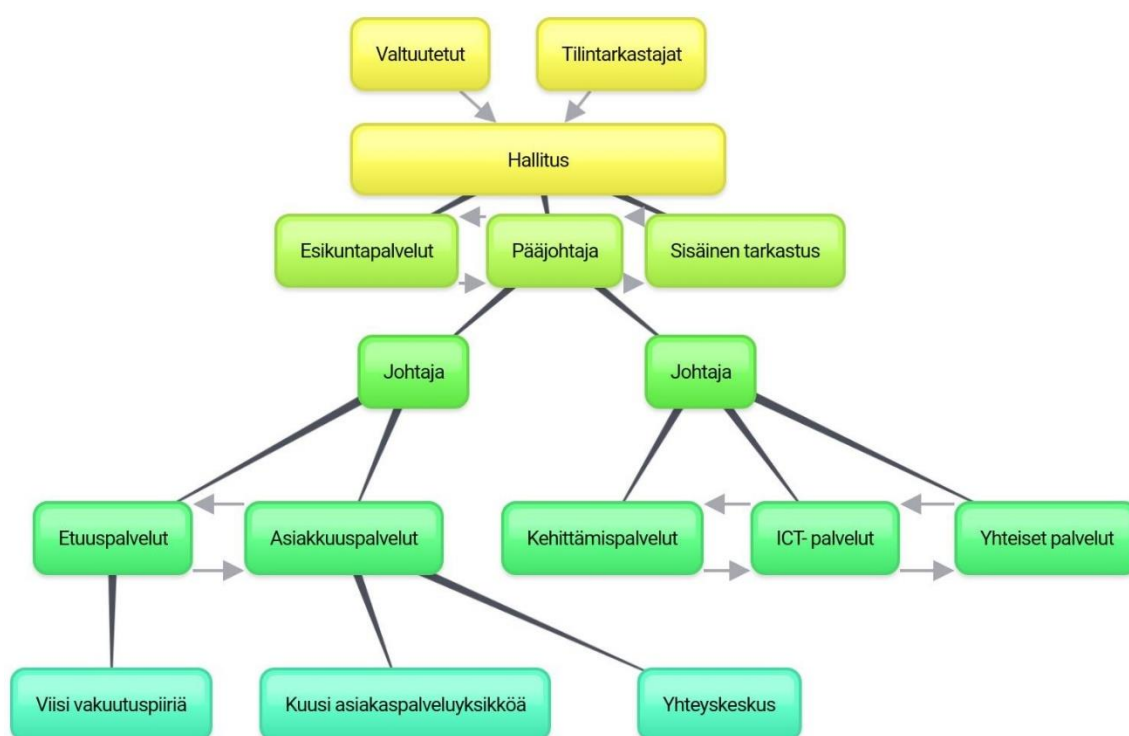 Valtuutetut
Tilintarkastajat
Hallitus
Esikuntapalvelut
Pääjohtaja
Sisäinen tarkastus
Johtaja
Johtaja
Etuuspalvelut
Asiakkuuspalvelut
Kehittämispalvelut
ICT- palvelut
Yhteiset palvelut
Viisi vakuutuspiiriä
Kuusi asiakaspalveluyksikköä
Yhteyskeskus